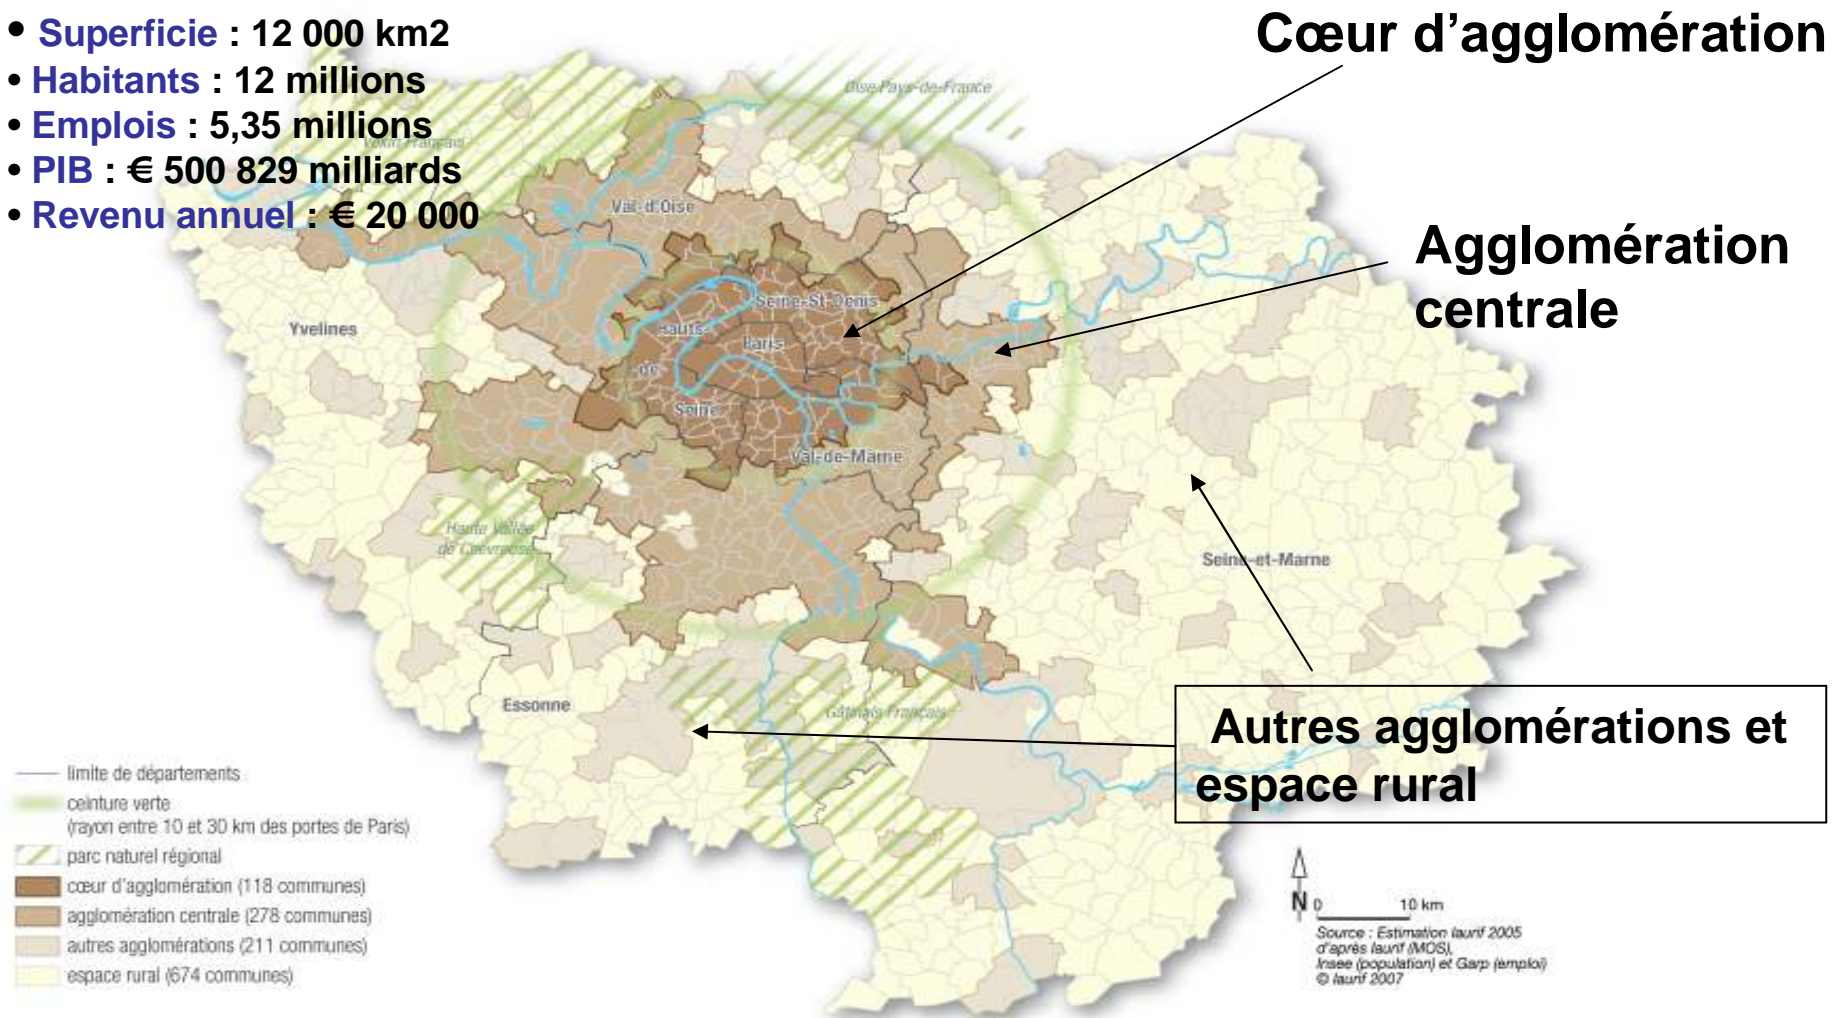 • Superficie : 12 000 km2
• Habitants : 12 millions
• Emplois : 5,35 millions
• PIB : € 500 829 milliards
• Revenu annuel : € 20 000
Cœur d'agglomération
Agglomération
centrale
Autres agglomérations et
espace rural
Oise-Pays-de-France
Vexin Français
Val-d'Oise
Seine-St-Denis
Yvelines
Hauts-
Paris
de-
Seine
Val-de-Marne
Haute Vallée
de Chevreuse
Seine-et-Marne
Essonne
Gâtinais Français
limite de départements
ceinture verte
(rayon entre 10 et 30 km des portes de Paris)
parc naturel régional
cœur d'agglomération (118 communes)
agglomération centrale (278 communes)
autres agglomérations (211 communes)
espace rural (674 communes)
N
0 10 km
Source : Estimation Iaurif 2005
d'après Iaurif (MOS),
Insee (population) et Garp (emploi)
© Iaurif 2007